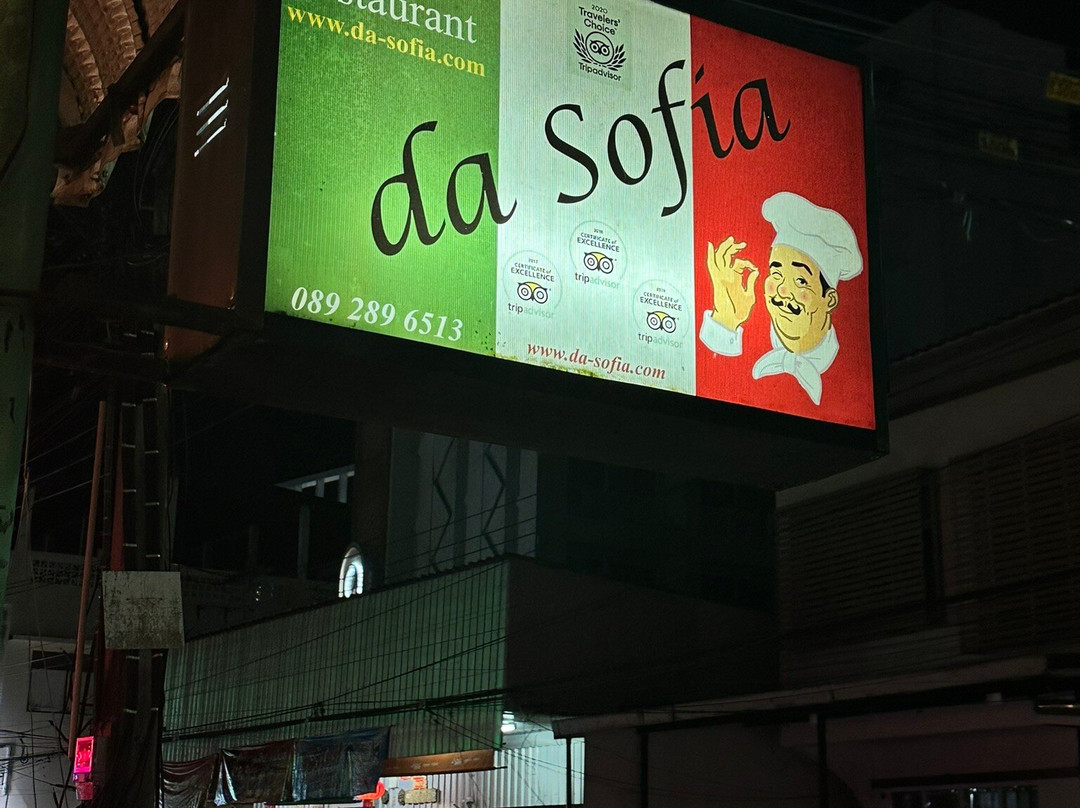 staurant
www.da-sofia.com
2020
Travelers'
Choice
Tripadvisor
da Sofia
2018
CERTIFICATE of
EXCELLENCE
tripadvisor
2017
CERTIFICATE of
EXCELLENCE
tripadvisor
2019
CERTIFICATE of
EXCELLENCE
tripadvisor
089 289 6513
www.da-sofia.com